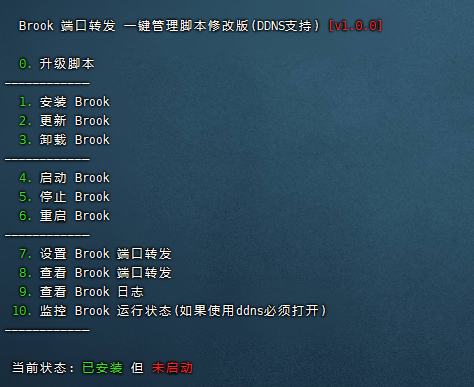 Brook 端口转发 一键管理脚本修改版(DDNS支持) [v1.0.0]
0. 升级脚本
————————————
1. 安装 Brook
2. 更新 Brook
3. 卸载 Brook
————————————
4. 启动 Brook
5. 停止 Brook
6. 重启 Brook
————————————
7. 设置 Brook 端口转发
8. 查看 Brook 端口转发
9. 查看 Brook 日志
10. 监控 Brook 运行状态(如果使用ddns必须打开)
————————————
当前状态: 已安装 但 未启动